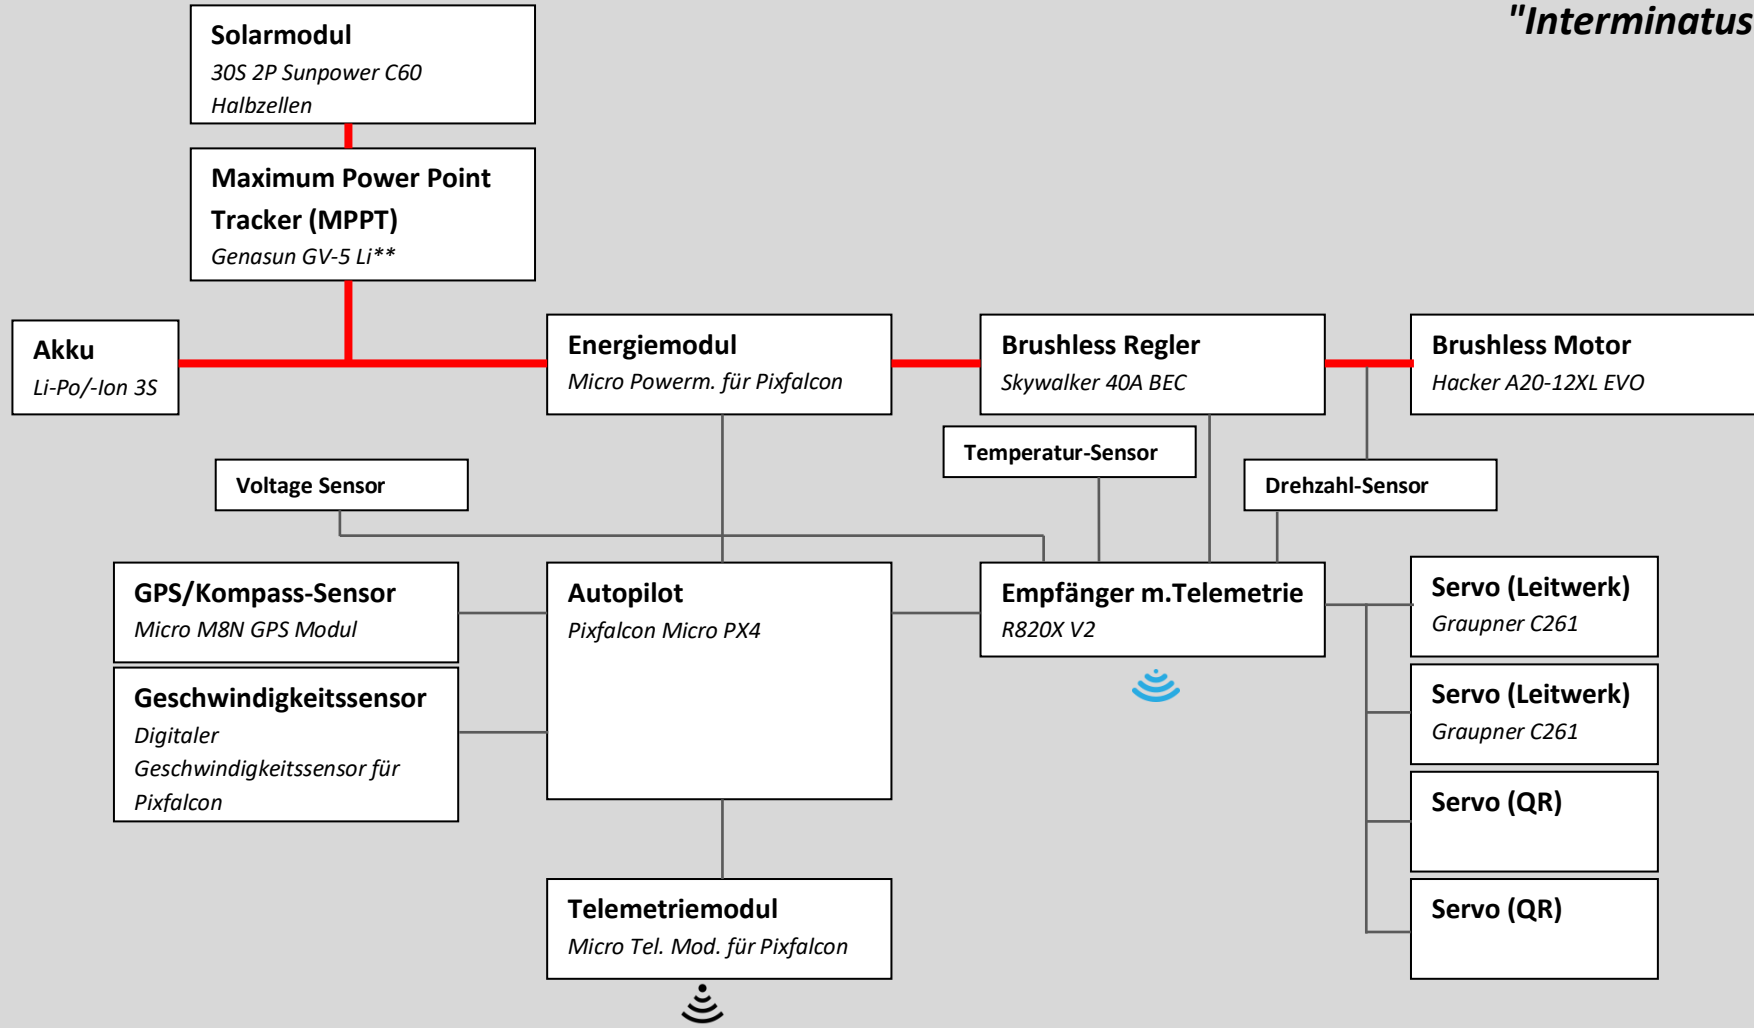 "Interminatus
Solarmodul
30S 2P Sunpower C60
Halbzellen
Maximum Power Point
Tracker (MPPT)
Genasun GV-5 Li**
Akku
Li-Po/-Ion 3S
Energiemodul
Micro Powerm. für Pixfalcon
Brushless Regler
Skywalker 40A BEC
Brushless Motor
Hacker A20-12XL EVO
Temperatur-Sensor
Voltage Sensor
Drehzahl-Sensor
GPS/Kompass-Sensor
Micro M8N GPS Modul
Autopilot
Pixfalcon Micro PX4
Empfänger m.Telemetrie
R820X V2
Servo (Leitwerk)
Graupner C261
Geschwindigkeitssensor
Digitaler
Geschwindigkeitssensor für
Pixfalcon
Servo (Leitwerk)
Graupner C261
Servo (QR)
Servo (QR)
Telemetriemodul
Micro Tel. Mod. für Pixfalcon